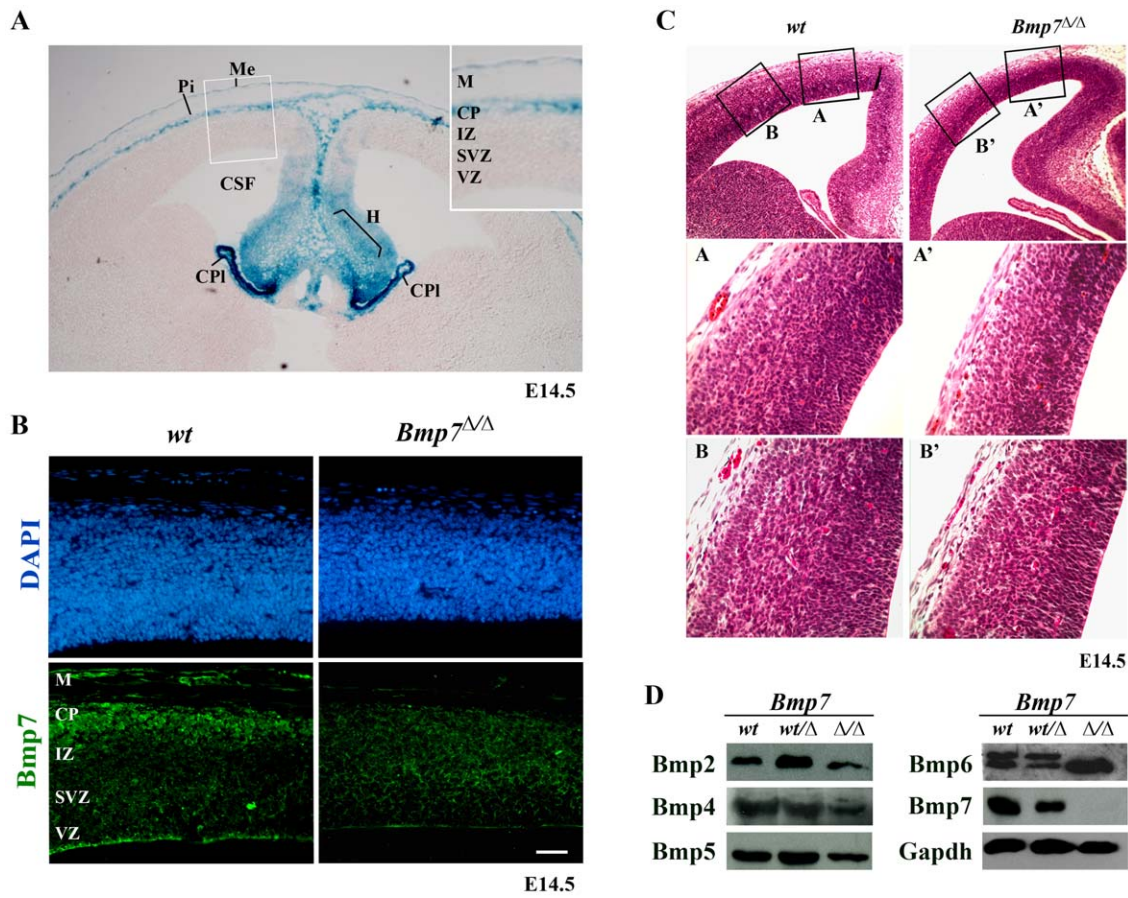 A
Me
Pi
M
CP
IZ
SVZ
VZ
CSF
H
CPl
CPl
E14.5
B
wt
Bmp7Δ/Δ
DAPI
Bmp7
M
CP
IZ
SVZ
VZ
E14.5
C
wt
Bmp7Δ/Δ
B
A
B’
A’
A
A’
B
B’
E14.5
D
Bmp7
wt wt/Δ Δ/Δ
Bmp2
Bmp4
Bmp5
Bmp7
wt wt/Δ Δ/Δ
Bmp6
Bmp7
Gapdh